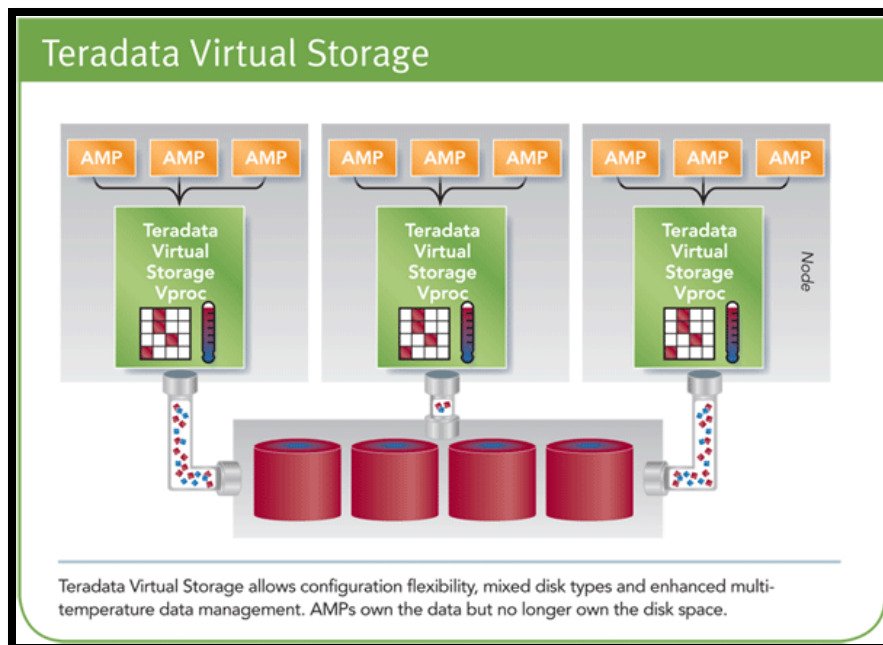 Teradata Virtual Storage
AMP AMP AMP
AMP AMP AMP
AMP AMP AMP
Teradata
Virtual
Storage
Vproc
Teradata
Virtual
Storage
Vproc
Teradata
Virtual
Storage
Vproc
Node
Teradata Virtual Storage allows configuration flexibility, mixed disk types and enhanced multi-
temperature data management. AMPs own the data but no longer own the disk space.